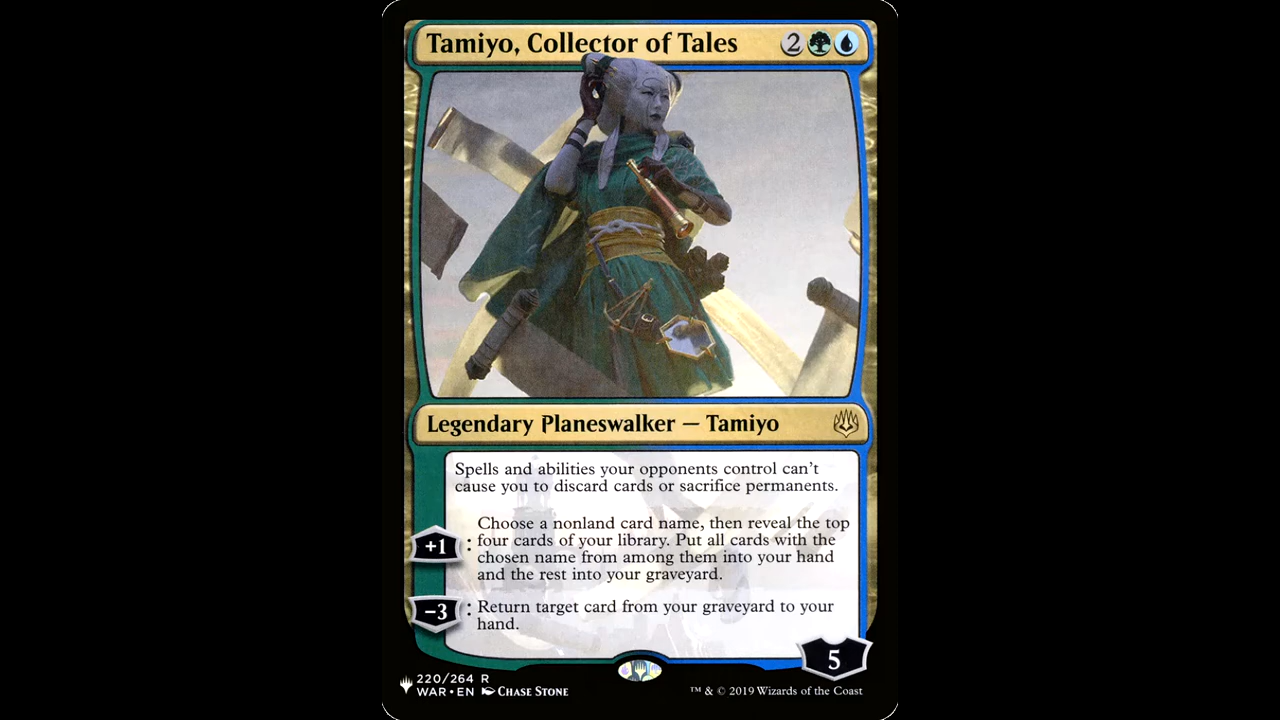 Tamiyo, Collector of Tales 2
Legendary Planeswalker — Tamiyo
Spells and abilities your opponents control can't
cause you to discard cards or sacrifice permanents.
Choose a nonland card name, then reveal the top
four cards of your library. Put all cards with the
+1 : chosen name from among them into your hand
and the rest into your graveyard.
−3 : Return target card from your graveyard to your
hand.
5
220/264 R
WAR • EN Chase Stone
™ & © 2019 Wizards of the Coast